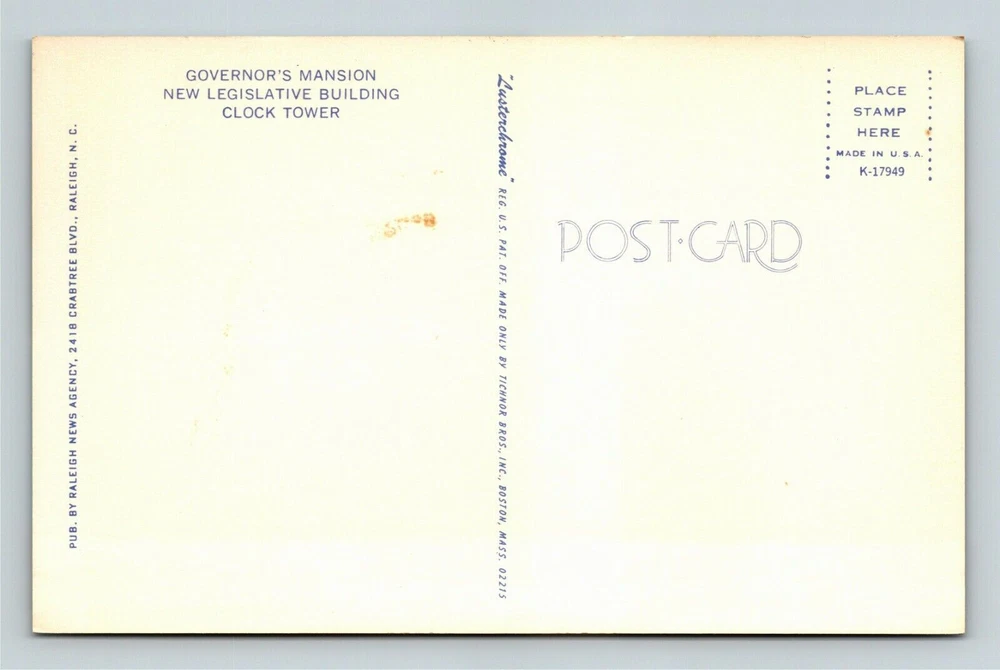 GOVERNOR'S MANSION
NEW LEGISLATIVE BUILDING
CLOCK TOWER
PUB. BY RALEIGH NEWS AGENCY, 2418 CRABTREE BLVD., RALEIGH, N. C.
"Lusterchrome" REG. U.S. PAT. OFF. MADE ONLY BY TICHNOR BROS., INC., BOSTON, MASS. 02215
POST·CARD
PLACE
STAMP
HERE
MADE IN U.S.A.
K-17949